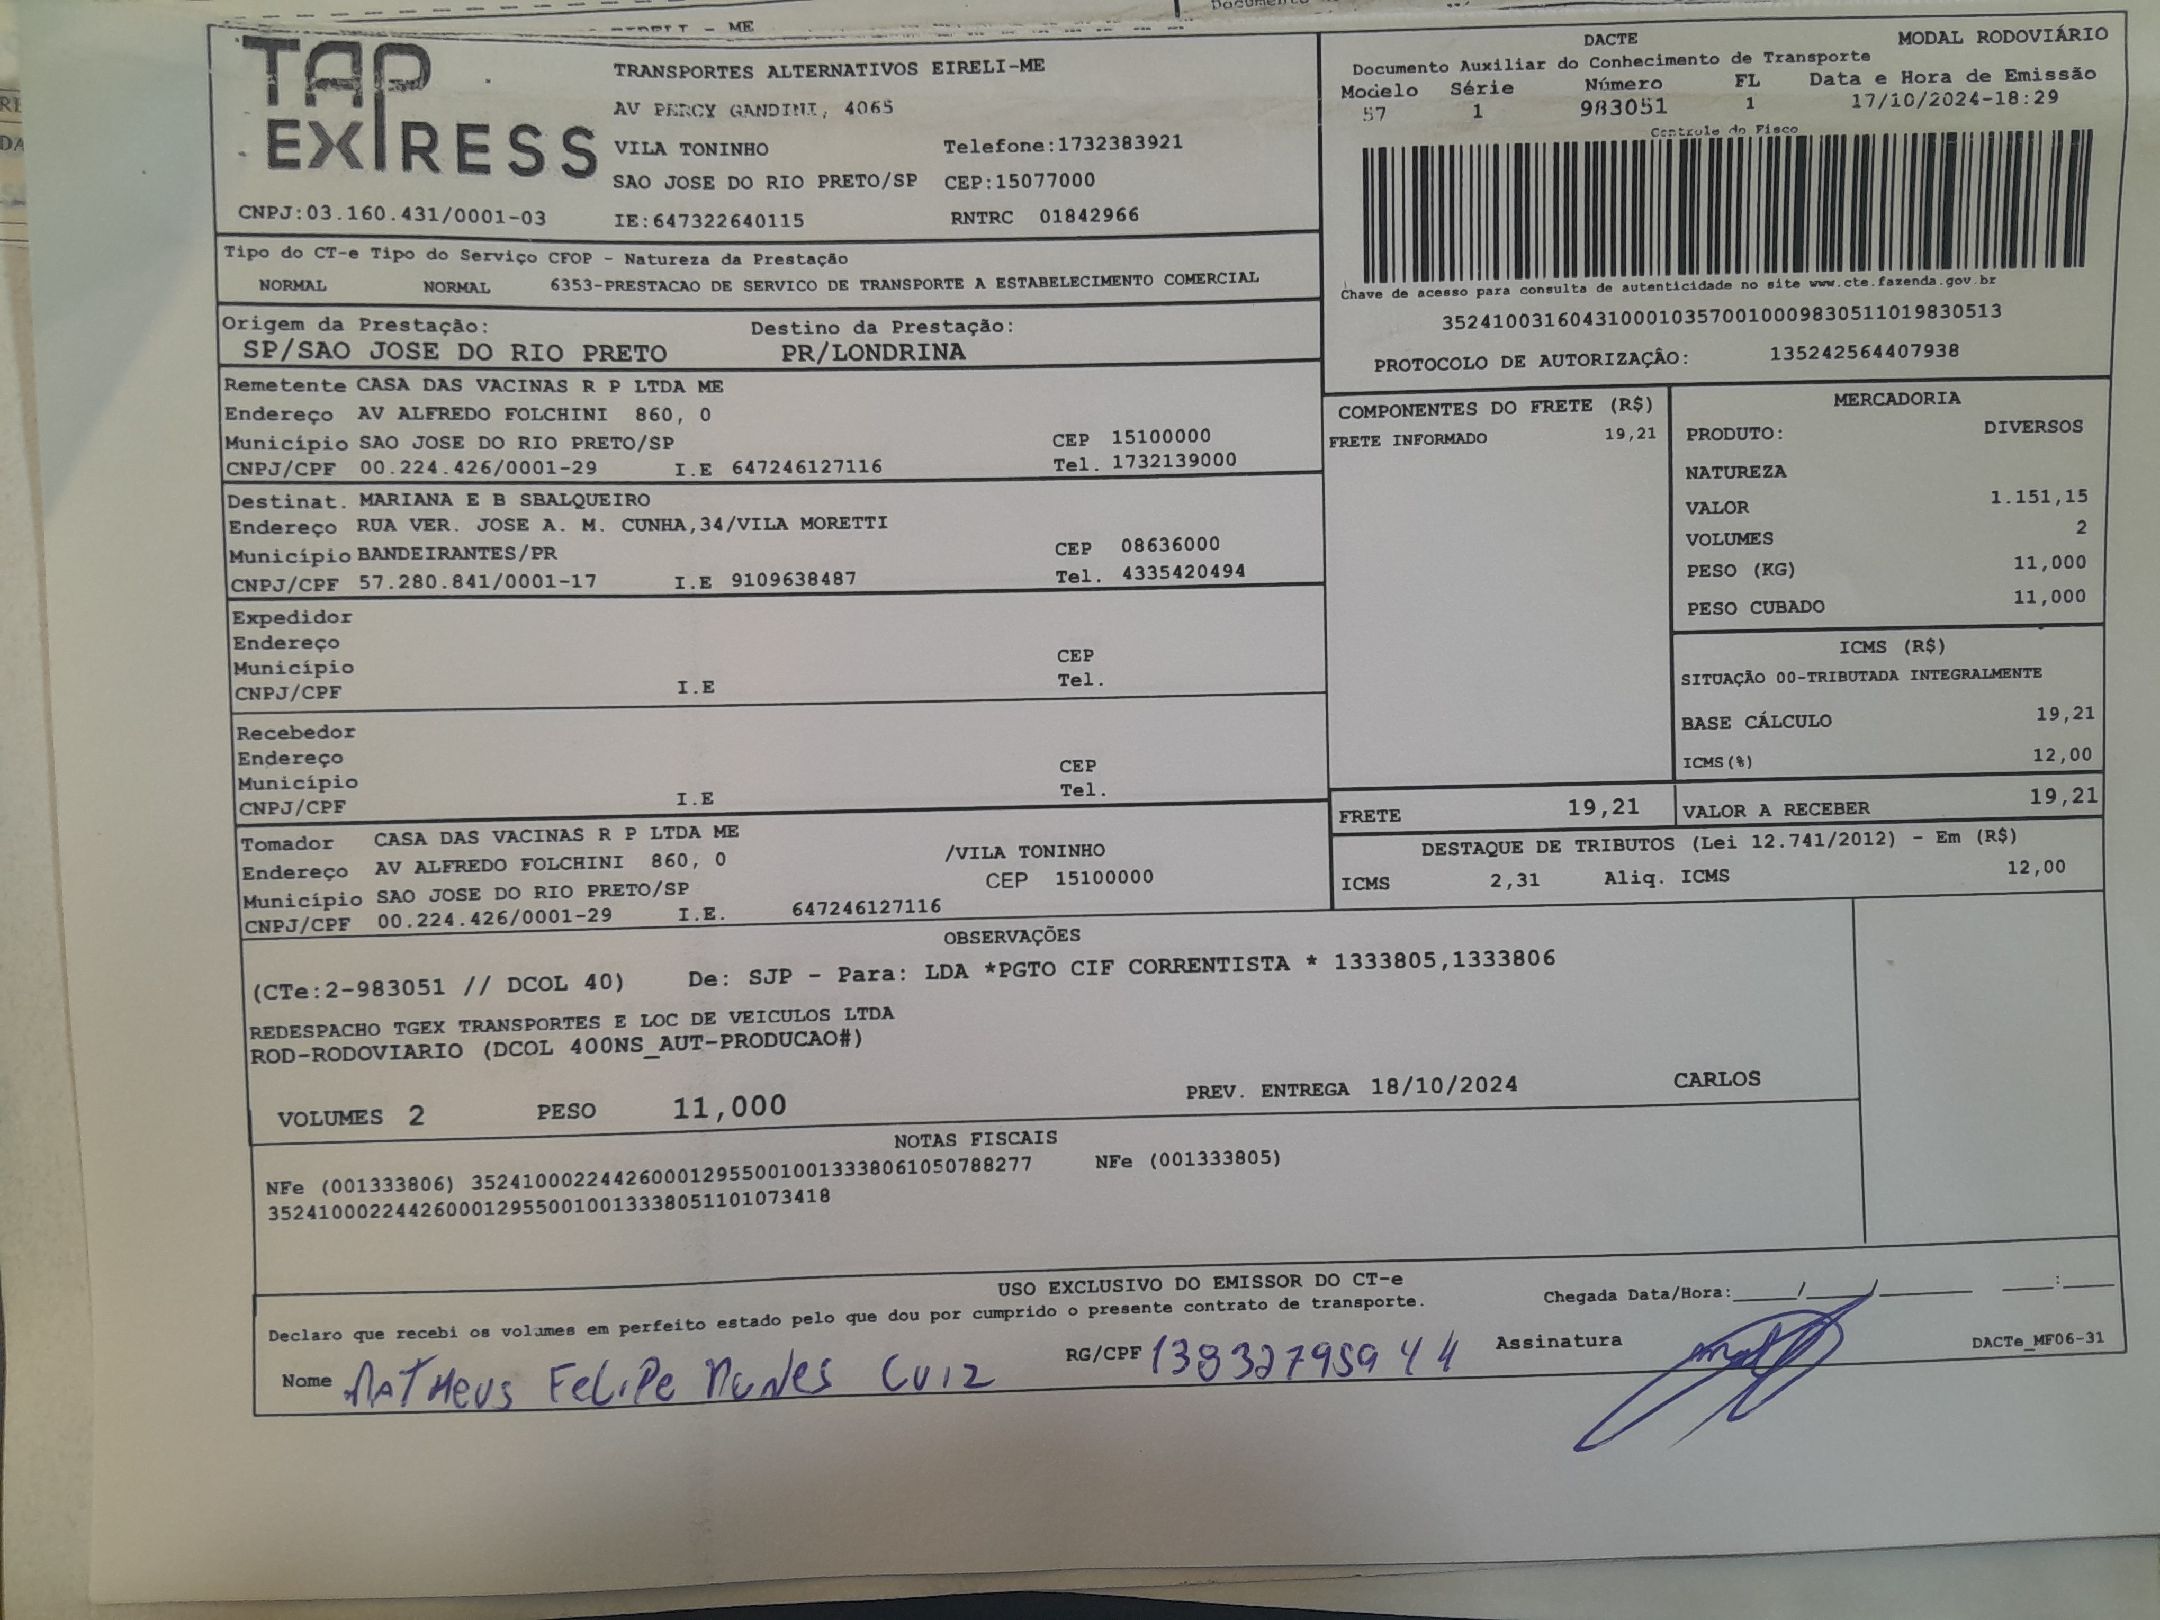 TAP EXPRESS
TRANSPORTES ALTERNATIVOS EIRELI-ME
AV PERCY GANDINI, 4065
VILA TONINHO Telefone:1732383921
SAO JOSE DO RIO PRETO/SP CEP:15077000
CNPJ:03.160.431/0001-03 IE:647322640115 RNTRC 01842966
DACTE MODAL RODOVIÁRIO
Documento Auxiliar do Conhecimento de Transporte
Modelo Série Número FL Data e Hora de Emissão
57 1 983051 1 17/10/2024-18:29
Controle do Fisco
Chave de acesso para consulta de autenticidade no site www.cte.fazenda.gov.br
35241003160431000103570010009830511019830513
PROTOCOLO DE AUTORIZAÇÃO: 135242564407938
Tipo do CT-e Tipo do Serviço CFOP - Natureza da Prestação
NORMAL NORMAL 6353-PRESTACAO DE SERVICO DE TRANSPORTE A ESTABELECIMENTO COMERCIAL
Origem da Prestação: Destino da Prestação:
SP/SAO JOSE DO RIO PRETO PR/LONDRINA
Remetente CASA DAS VACINAS R P LTDA ME
Endereço AV ALFREDO FOLCHINI 860, 0
Município SAO JOSE DO RIO PRETO/SP CEP 15100000
CNPJ/CPF 00.224.426/0001-29 I.E 647246127116 Tel. 1732139000
Destinat. MARIANA E B SBALQUEIRO
Endereço RUA VER. JOSE A. M. CUNHA,34/VILA MORETTI
Município BANDEIRANTES/PR CEP 08636000
CNPJ/CPF 57.280.841/0001-17 I.E 9109638487 Tel. 4335420494
Expedidor
Endereço
Município CEP
CNPJ/CPF I.E Tel.
Recebedor
Endereço
Município CEP
CNPJ/CPF I.E Tel.
Tomador CASA DAS VACINAS R P LTDA ME
Endereço AV ALFREDO FOLCHINI 860, 0 /VILA TONINHO
Município SAO JOSE DO RIO PRETO/SP CEP 15100000
CNPJ/CPF 00.224.426/0001-29 I.E. 647246127116
COMPONENTES DO FRETE (R$)
FRETE INFORMADO 19,21
MERCADORIA
PRODUTO: DIVERSOS
NATUREZA
VALOR 1.151,15
VOLUMES 2
PESO (KG) 11,000
PESO CUBADO 11,000
ICMS (R$)
SITUAÇÃO 00-TRIBUTADA INTEGRALMENTE
BASE CÁLCULO 19,21
ICMS(%) 12,00
FRETE 19,21 VALOR A RECEBER 19,21
DESTAQUE DE TRIBUTOS (Lei 12.741/2012) - Em (R$)
ICMS 2,31 Aliq. ICMS 12,00
OBSERVAÇÕES
(CTe:2-983051 // DCOL 40) De: SJP - Para: LDA *PGTO CIF CORRENTISTA * 1333805,1333806
REDESPACHO TGEX TRANSPORTES E LOC DE VEICULOS LTDA
ROD-RODOVIARIO (DCOL 400NS_AUT-PRODUCAO#)
VOLUMES 2 PESO 11,000 PREV. ENTREGA 18/10/2024 CARLOS
NOTAS FISCAIS
NFe (001333806) 35241000224426000129550010013338061050788277 NFe (001333805)
35241000224426000129550010013338051101073418
USO EXCLUSIVO DO EMISSOR DO CT-e
Declaro que recebi os volumes em perfeito estado pelo que dou por cumprido o presente contrato de transporte. Chegada Data/Hora:_____/_____/_______ ___:____
Nome MATHEUS FELIPE NUNES LUIZ RG/CPF 13832795944 Assinatura DACTe_MF06-31